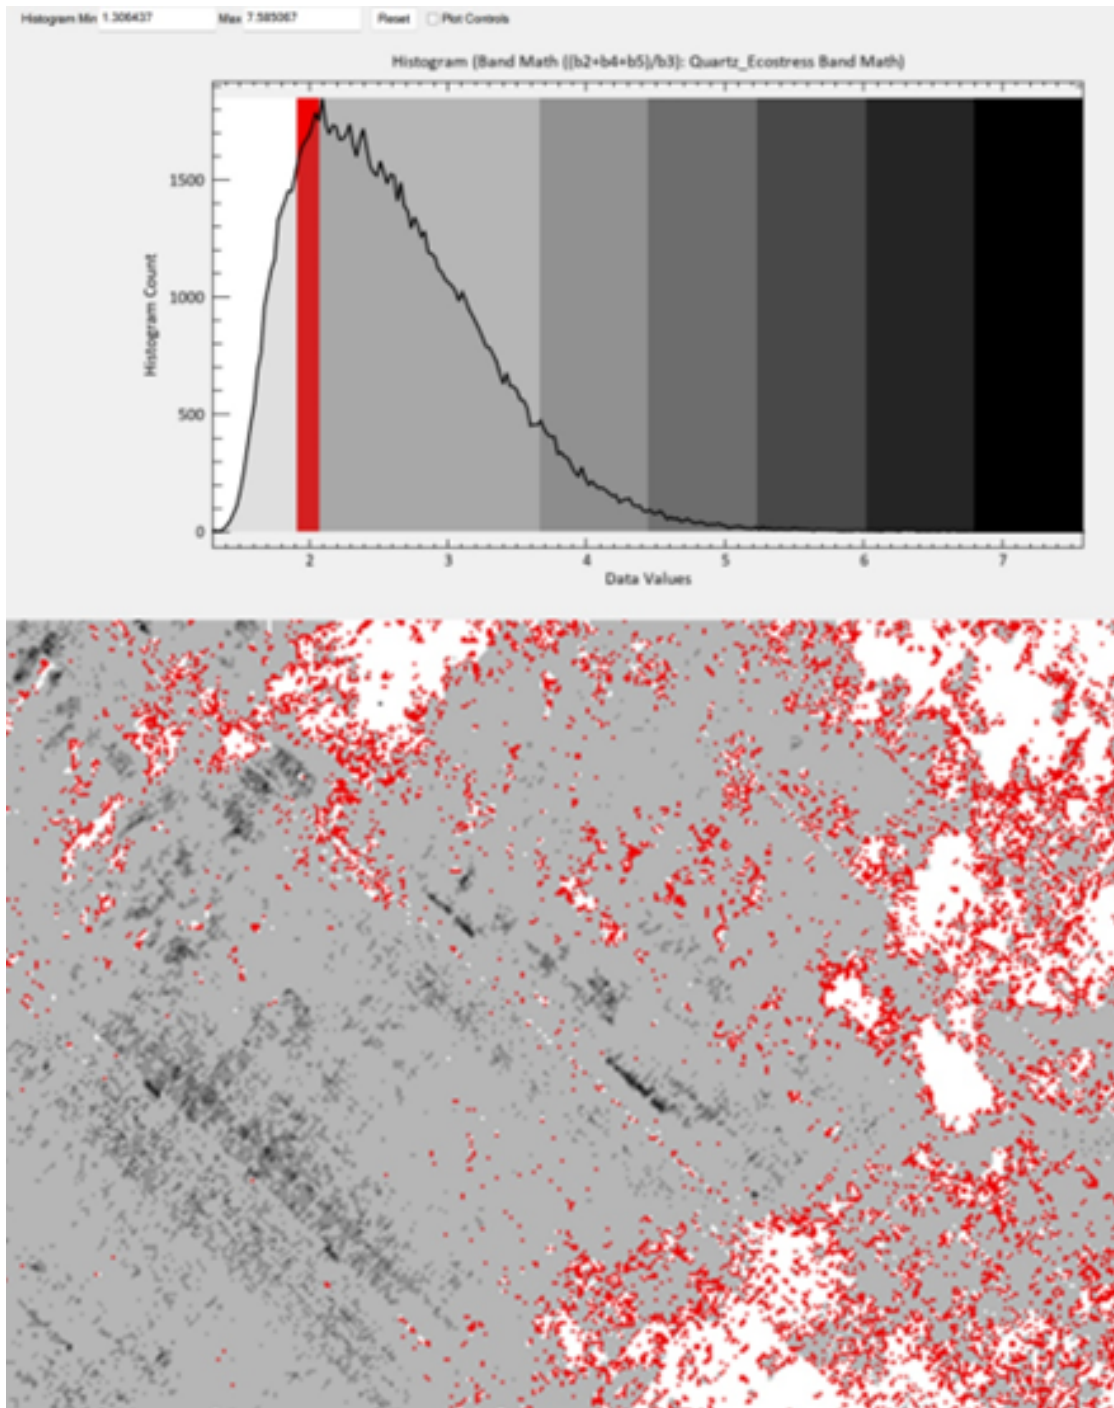 Histogram Min 1.306437 Max 7.585067 Reset Plot Controls
Histogram (Band Math ((b2+b4+b5)/b3): Quartz_Ecostress Band Math)
Histogram Count
1500
1000
500
0
2 3 4 5 6 7
Data Values